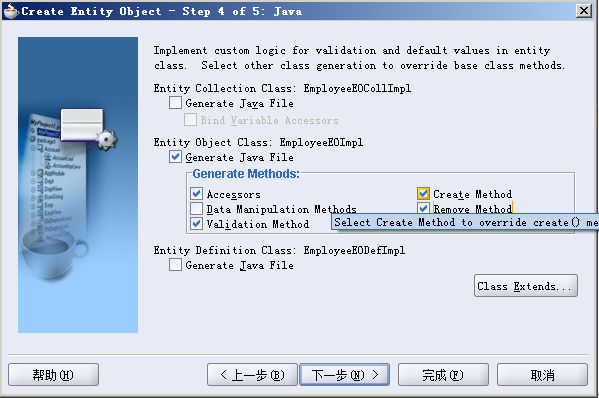 Create Entity Object - Step 4 of 5: Java
Implement custom logic for validation and default values in entity
class. Select other class generation to override base class methods.
Entity Collection Class: EmployeeEOCollImpl
Generate Java File
Bind Variable Accessors
Entity Object Class: EmployeeEOImpl
Generate Java File
Generate Methods:
Accessors
Create Method
Data Manipulation Methods
Remove Method
Validation Method
Select Create Method to override create() me
Entity Definition Class: EmployeeEODefImpl
Generate Java File
Class Extends...
帮助(H)
< 上一步(B)
下一步(N) >
完成(F)
取消